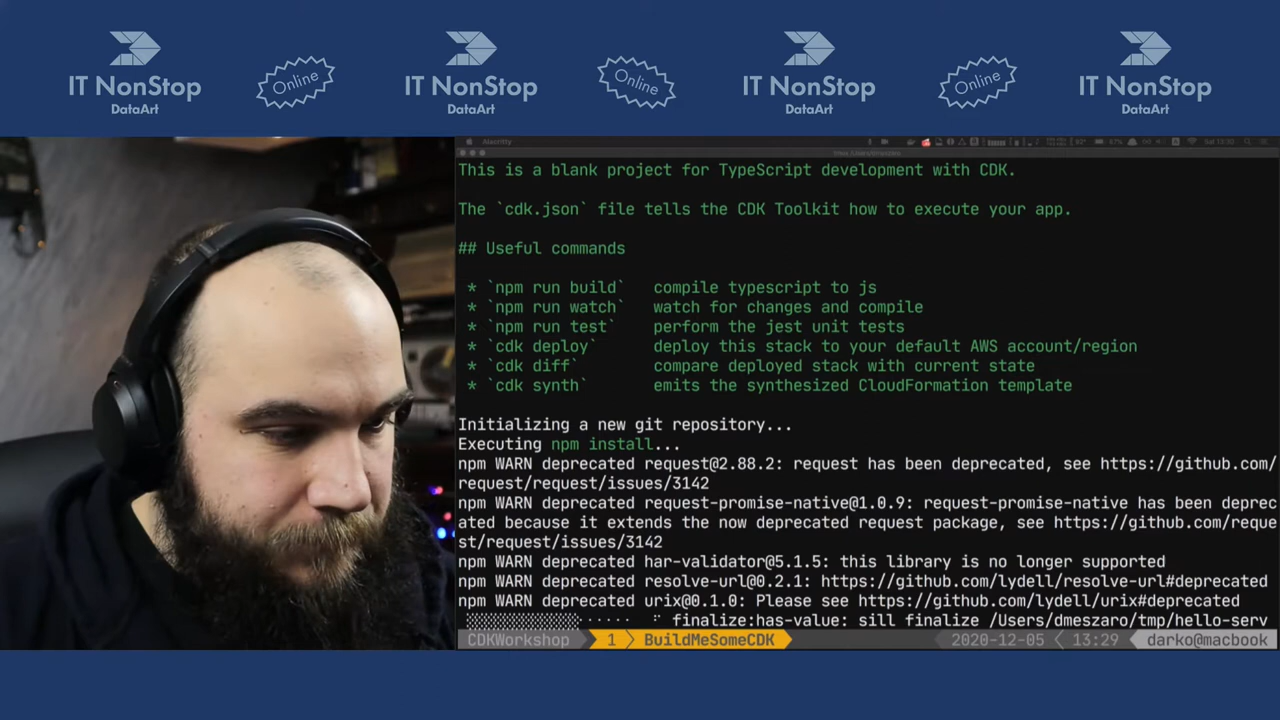 IT NonStop
DataArt
Online
IT NonStop
DataArt
Online
IT NonStop
DataArt
Online
IT NonStop
DataArt
Alacritty
This is a blank project for TypeScript development with CDK.
The `cdk.json` file tells the CDK Toolkit how to execute your app.
## Useful commands
* `npm run build` compile typescript to js
* `npm run watch` watch for changes and compile
* `npm run test` perform the jest unit tests
* `cdk deploy` deploy this stack to your default AWS account/region
* `cdk diff` compare deployed stack with current state
* `cdk synth` emits the synthesized CloudFormation template
Initializing a new git repository...
Executing npm install...
npm WARN deprecated request@2.88.2: request has been deprecated, see https://github.com/
request/request/issues/3142
npm WARN deprecated request-promise-native@1.0.9: request-promise-native has been deprec
ated because it extends the now deprecated request package, see https://github.com/reque
st/request/issues/3142
npm WARN deprecated har-validator@5.1.5: this library is no longer supported
npm WARN deprecated resolve-url@0.2.1: https://github.com/lydell/resolve-url#deprecated
npm WARN deprecated urix@0.1.0: Please see https://github.com/lydell/urix#deprecated
finalize:has-value: sill finalize /Users/dmeszaro/tmp/hello-serv
CDKWorkshop 1 BuildMeSomeCDK 2020-12-05 13:29 darko@macbook